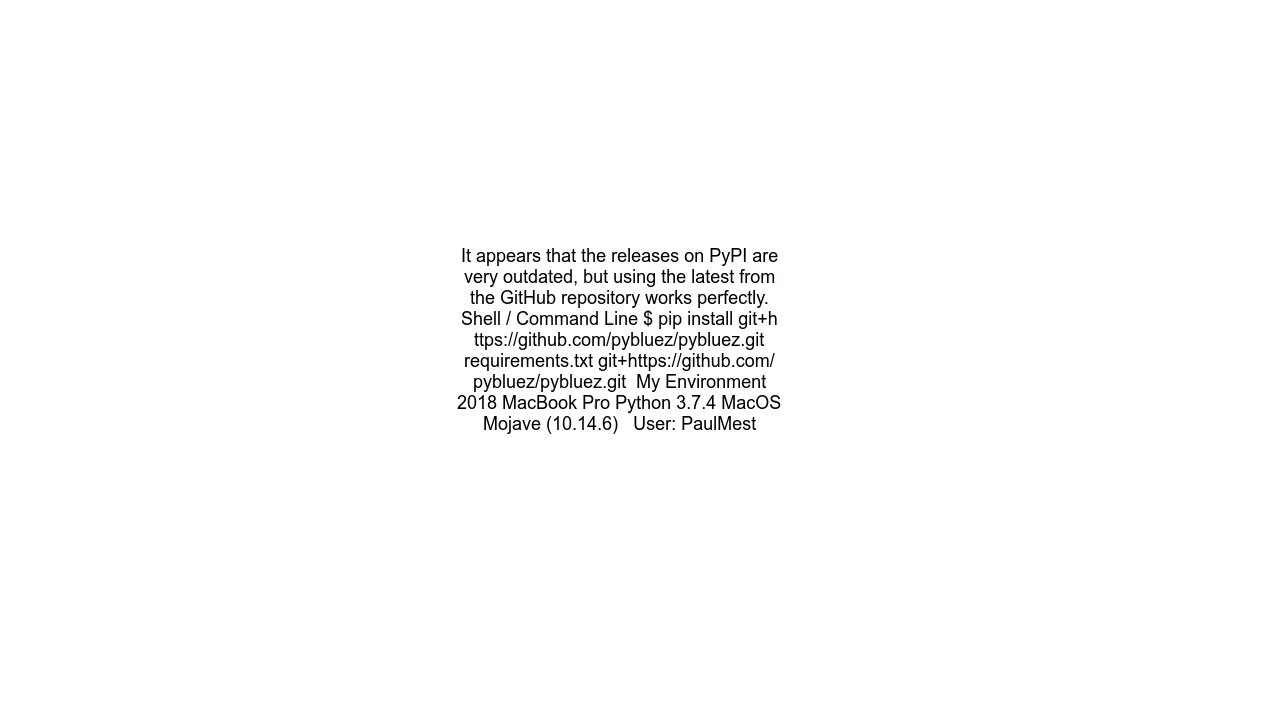 It appears that the releases on PyPI are
very outdated, but using the latest from
the GitHub repository works perfectly.
Shell / Command Line $ pip install git+h
ttps://github.com/pybluez/pybluez.git
requirements.txt git+https://github.com/
pybluez/pybluez.git  My Environment
2018 MacBook Pro Python 3.7.4 MacOS
Mojave (10.14.6)   User: PaulMest